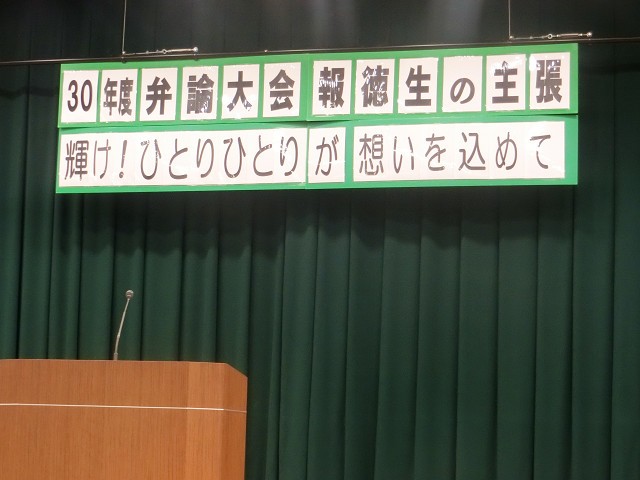 30年度弁論大会 報徳生の主張
輝け！ひとりひとりが 想いを込めて